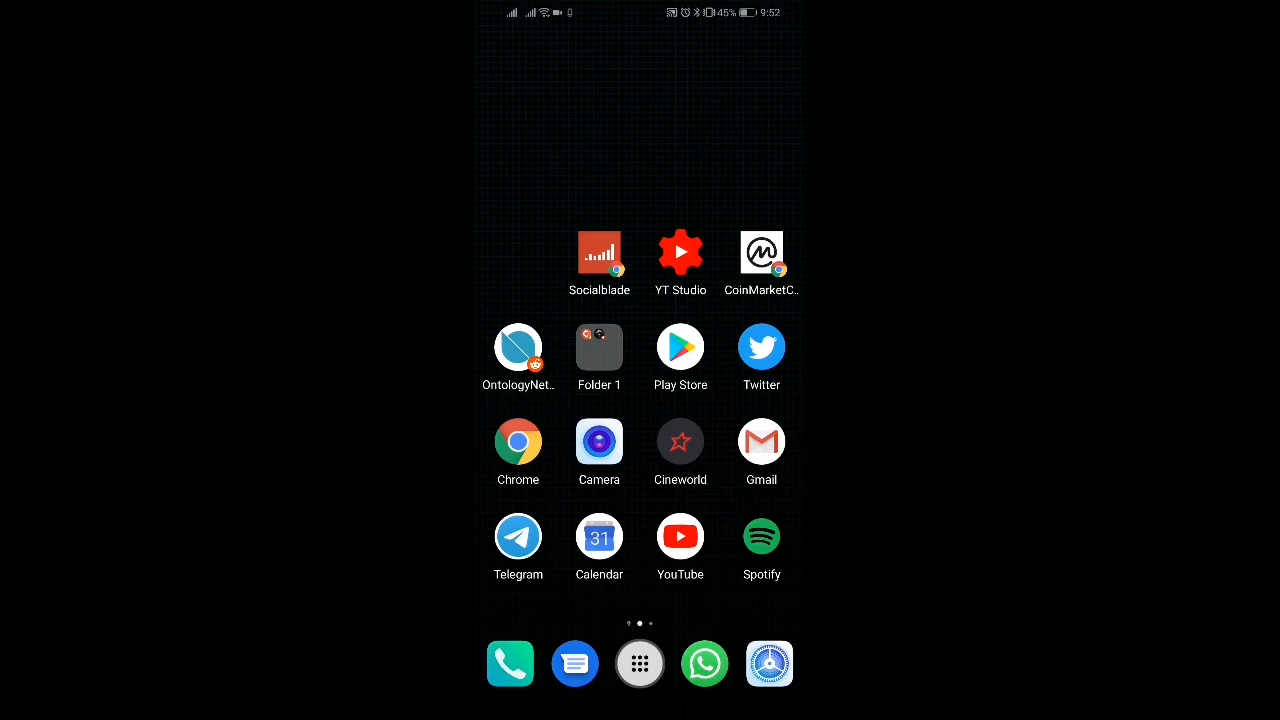 45% 9:52
Socialblade YT Studio CoinMarketC..
OntologyNet.. Folder 1 Play Store Twitter
Chrome Camera Cineworld Gmail
31
Telegram Calendar YouTube Spotify